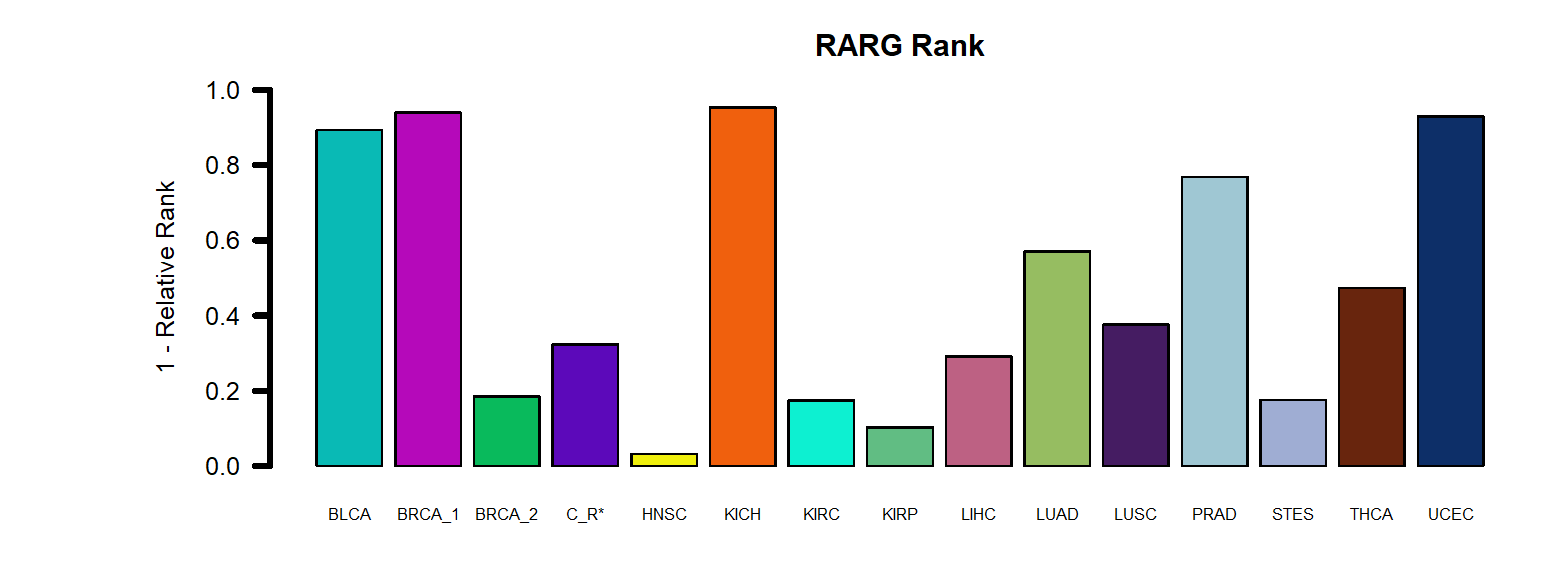 RARG Rank
1 - Relative Rank
1.0
0.8
0.6
0.4
0.2
0.0
BLCA BRCA_1 BRCA_2 C_R* HNSC KICH KIRC KIRP LIHC LUAD LUSC PRAD STES THCA UCEC